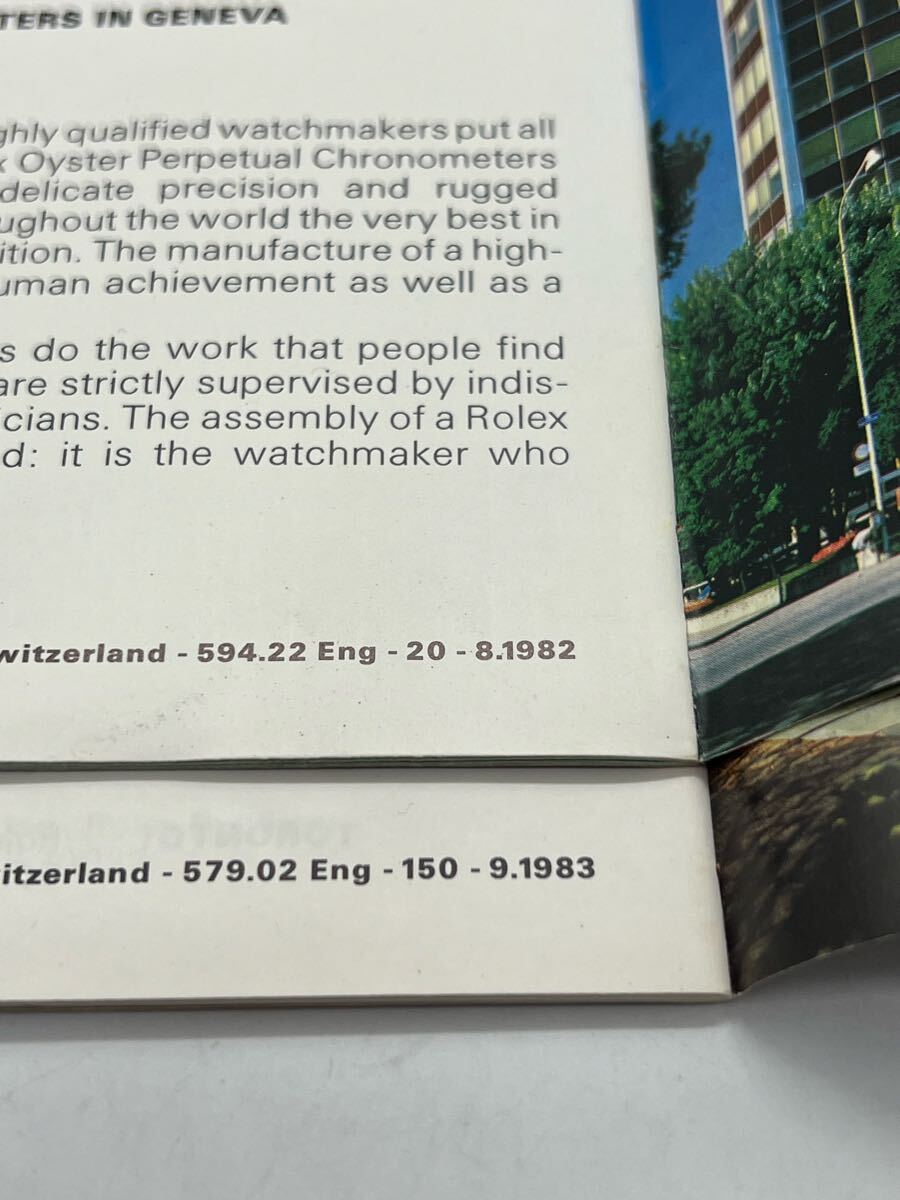 TERS IN GENEVA
ghly qualified watchmakers put all
x Oyster Perpetual Chronometers
delicate precision and rugged
ughout the world the very best in
ition. The manufacture of a high-
uman achievement as well as a
s do the work that people find
are strictly supervised by indis-
cians. The assembly of a Rolex
d: it is the watchmaker who
witzerland - 594.22 Eng - 20 - 8.1982
itzerland - 579.02 Eng - 150 - 9.1983